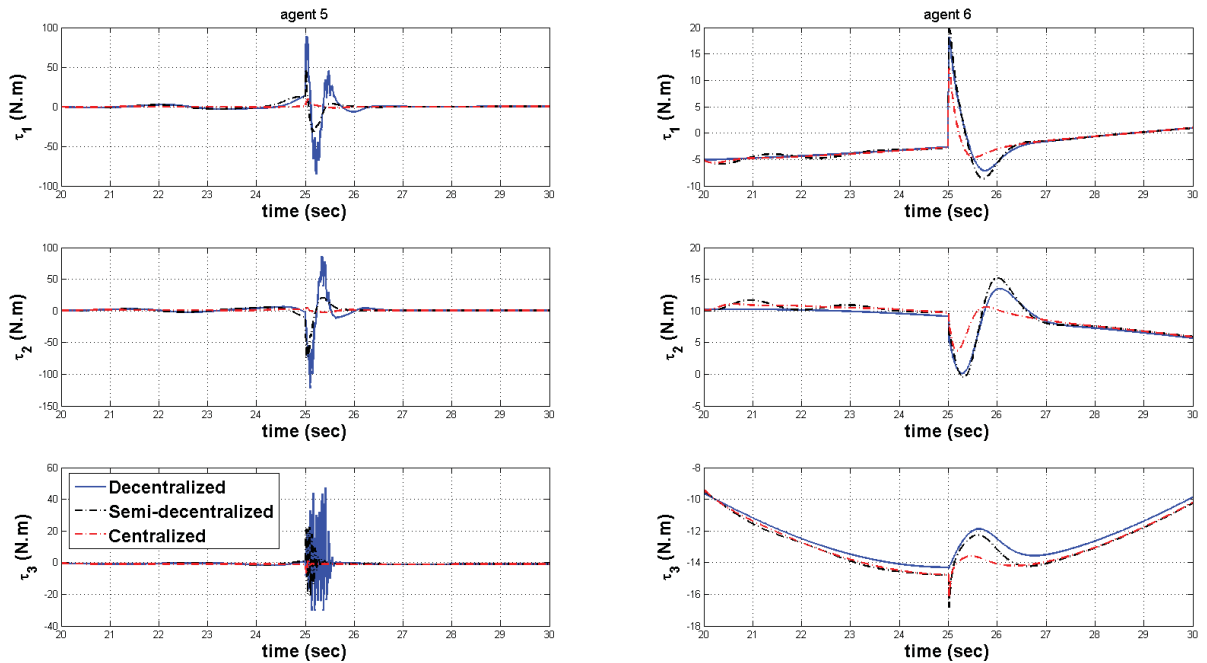 agent 5
100
50
0
-50
-100
τ1 (N.m)
20 21 22 23 24 25 26 27 28 29 30
time (sec)
agent 6
20
15
10
5
0
-5
-10
τ1 (N.m)
20 21 22 23 24 25 26 27 28 29 30
time (sec)
100
50
0
-50
-100
-150
τ2 (N.m)
20 21 22 23 24 25 26 27 28 29 30
time (sec)
20
15
10
5
0
-5
τ2 (N.m)
20 21 22 23 24 25 26 27 28 29 30
time (sec)
60
40
20
0
-20
-40
τ3 (N.m)
Decentralized
Semi-decentralized
Centralized
20 21 22 23 24 25 26 27 28 29 30
time (sec)
-8
-10
-12
-14
-16
-18
τ3 (N.m)
20 21 22 23 24 25 26 27 28 29 30
time (sec)